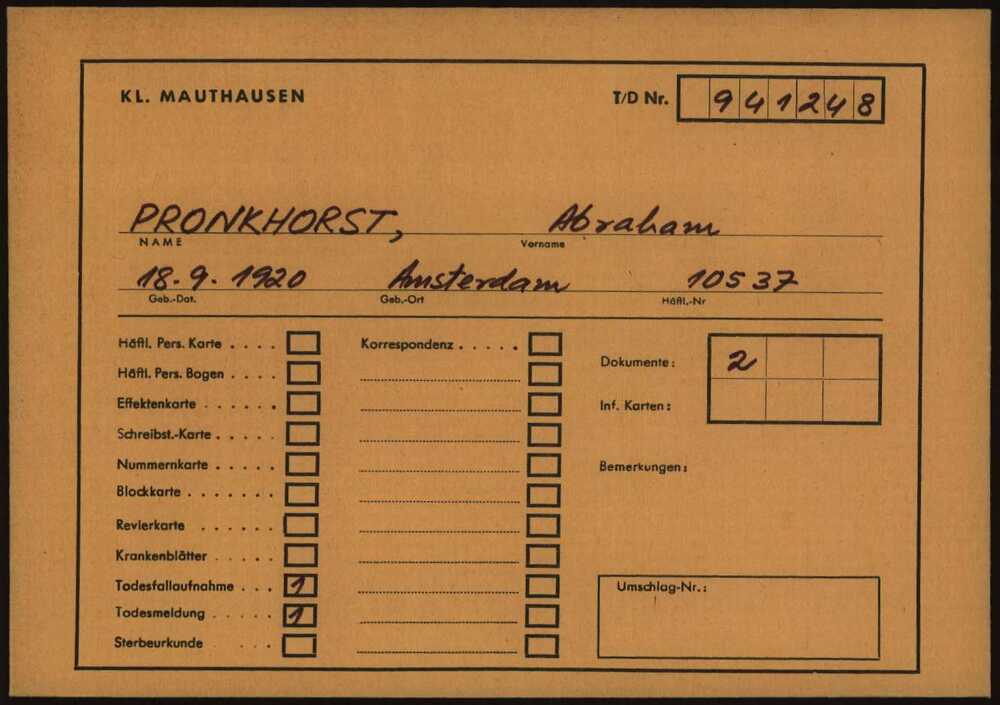 KL. MAUTHAUSEN T/D Nr. 941248
PRONKHORST, Abraham
NAME Vorname
18.9.1920 Amsterdam 10537
Geb.-Dat. Geb.-Ort Häftl.-Nr
Häftl. Pers. Karte . . . . Korrespondenz . . . . .
Dokumente: 2
Häftl. Pers. Bogen . . . .
Effektenkarte . . . . . .
Inf. Karten:
Schreibst.-Karte . . . . .
Nummernkarte . . . . .
Bemerkungen:
Blockkarte . . . . . . .
Revierkarte . . . . .
Krankenblätter . . . .
Todesfallaufnahme . . . 1
Umschlag-Nr.:
Todesmeldung . . . . . 1
Sterbeurkunde